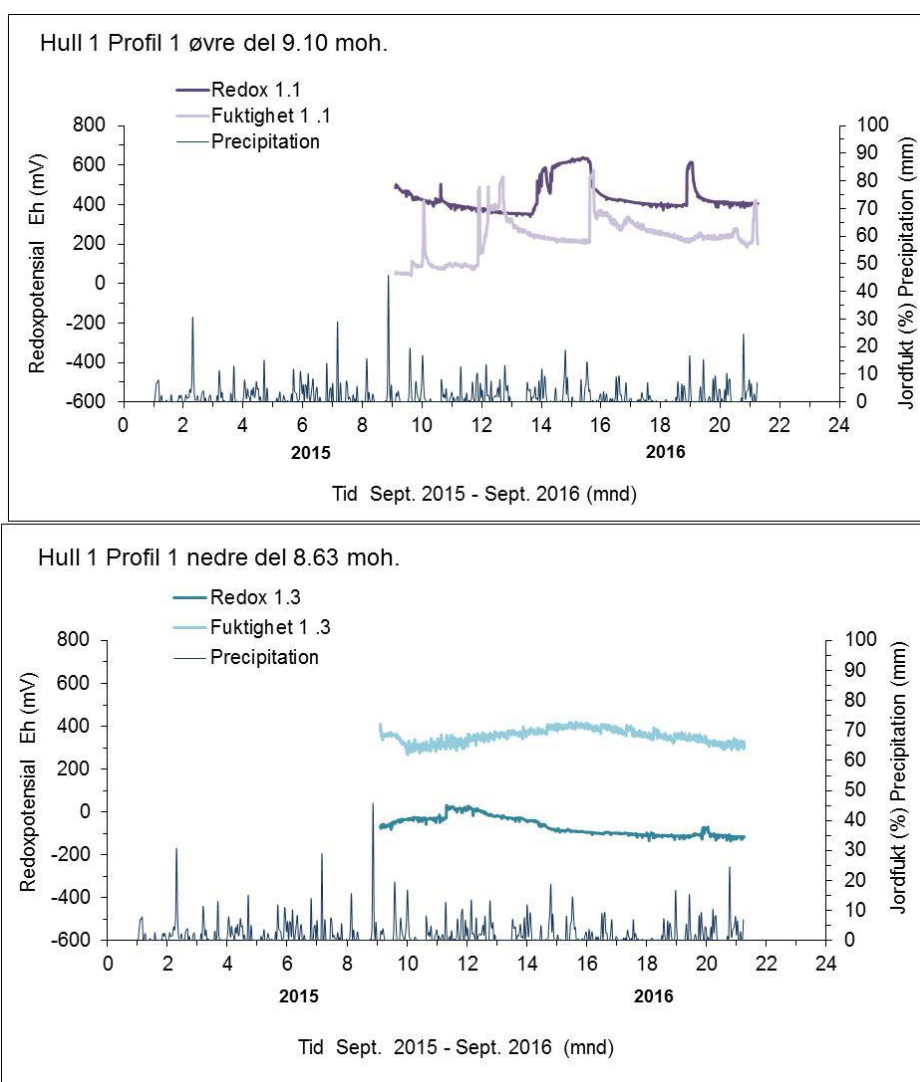 Hull 1 Profil 1 øvre del 9.10 moh.
Redox 1.1
Fuktighet 1 .1
Precipitation
Redoxpotensial Eh (mV)
800
600
400
200
0
-200
-400
-600
100
90
80
70
60
50
40
30
20
10
0
Jordfukt (%) Precipitation (mm)
0 2 4 6 8 10 12 14 16 18 20 22 24
2015 2016
Tid Sept. 2015 - Sept. 2016 (mnd)
Hull 1 Profil 1 nedre del 8.63 moh.
Redox 1.3
Fuktighet 1 .3
Precipitation
Redoxpotensial Eh (mV)
800
600
400
200
0
-200
-400
-600
100
90
80
70
60
50
40
30
20
10
0
Jordfukt (%) Precipitation (mm)
0 2 4 6 8 10 12 14 16 18 20 22 24
2015 2016
Tid Sept. 2015 - Sept. 2016 (mnd)